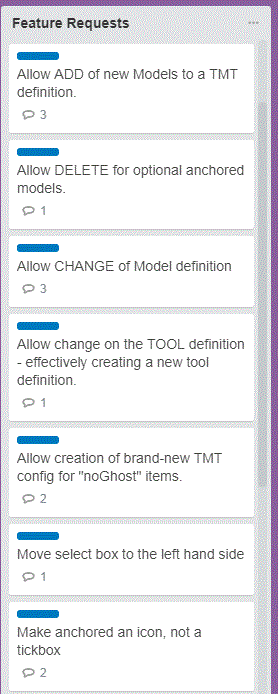 Feature Requests
Allow ADD of new Models to a TMT
definition.
3
Allow DELETE for optional anchored
models.
1
Allow CHANGE of Model definition
3
Allow change on the TOOL definition
- effectively creating a new tool
definition.
1
Allow creation of brand-new TMT
config for "noGhost" items.
2
Move select box to the left hand side
1
Make anchored an icon, not a
tickbox
2